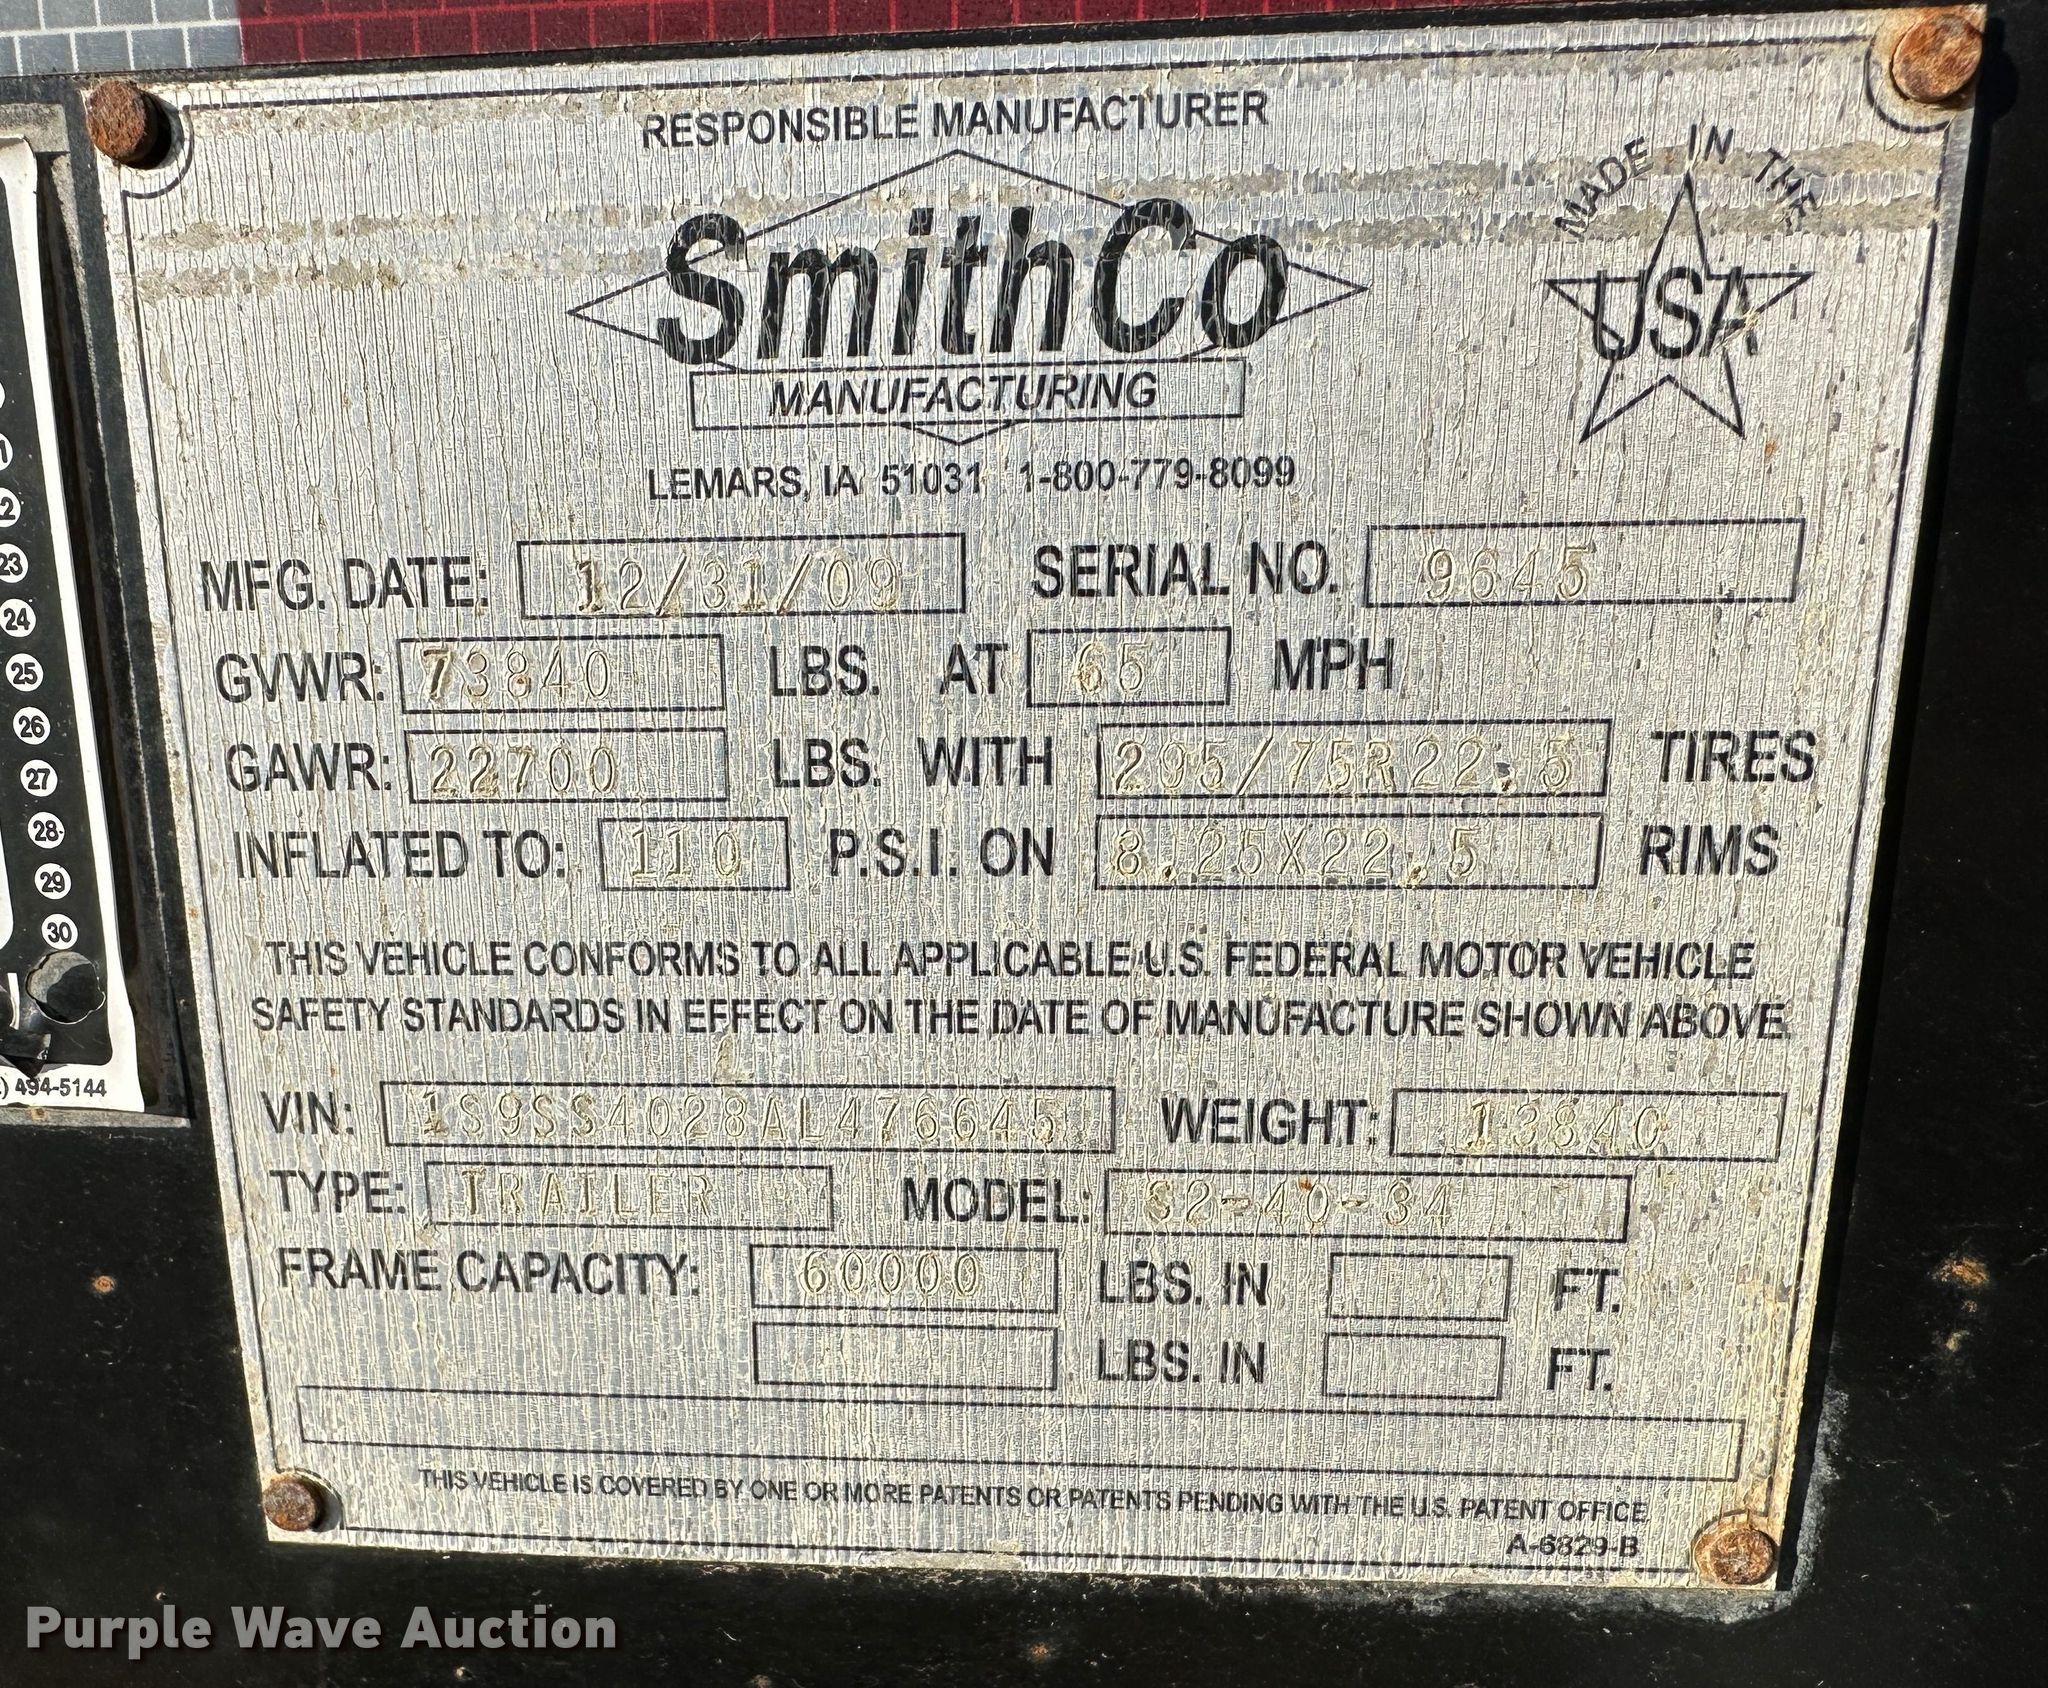 RESPONSIBLE MANUFACTURER
SmithCo
MANUFACTURING
MADE IN THE
USA
LEMARS, IA 51031 1-800-779-8099
MFG. DATE: 12/31/09 SERIAL NO. 9645
GVWR: 73840 LBS. AT 65 MPH
GAWR: 22700 LBS. WITH 295/75R22.5 TIRES
INFLATED TO: 110 P.S.I. ON 8.25X22.5 RIMS
THIS VEHICLE CONFORMS TO ALL APPLICABLE U.S. FEDERAL MOTOR VEHICLE
SAFETY STANDARDS IN EFFECT ON THE DATE OF MANUFACTURE SHOWN ABOVE.
VIN: 1S9SS4028AL476645 WEIGHT: 13840
TYPE: TRAILER MODEL: S2-40-34
FRAME CAPACITY: 60000 LBS. IN FT.
LBS. IN FT.
THIS VEHICLE IS COVERED BY ONE OR MORE PATENTS OR PATENTS PENDING WITH THE U.S. PATENT OFFICE.
A-6829-B
23
24
25
26
27
28
29
30
494-5144
Purple Wave Auction